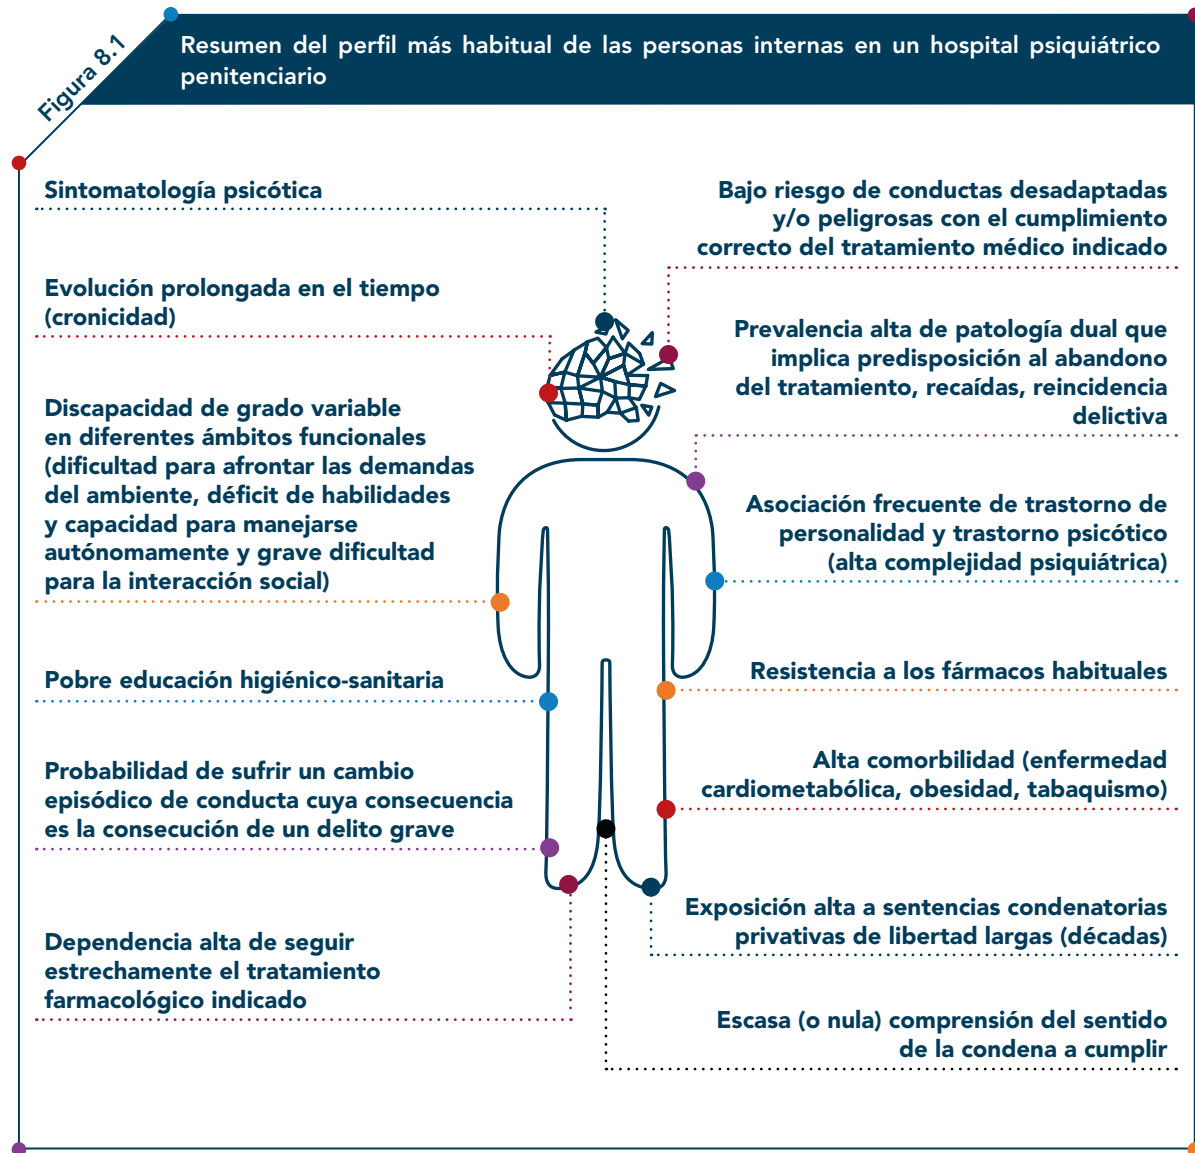 Figura 8.1
Resumen del perfil más habitual de las personas internas en un hospital psiquiátrico
penitenciario
Sintomatología psicótica
Evolución prolongada en el tiempo
(cronicidad)
Discapacidad de grado variable
en diferentes ámbitos funcionales
(dificultad para afrontar las demandas
del ambiente, déficit de habilidades
y capacidad para manejarse
autónomamente y grave dificultad
para la interacción social)
Pobre educación higiénico-sanitaria
Probabilidad de sufrir un cambio
episódico de conducta cuya consecuencia
es la consecución de un delito grave
Dependencia alta de seguir
estrechamente el tratamiento
farmacológico indicado
Bajo riesgo de conductas desadaptadas
y/o peligrosas con el cumplimiento
correcto del tratamiento médico indicado
Prevalencia alta de patología dual que
implica predisposición al abandono
del tratamiento, recaídas, reincidencia
delictiva
Asociación frecuente de trastorno de
personalidad y trastorno psicótico
(alta complejidad psiquiátrica)
Resistencia a los fármacos habituales
Alta comorbilidad (enfermedad
cardiometabólica, obesidad, tabaquismo)
Exposición alta a sentencias condenatorias
privativas de libertad largas (décadas)
Escasa (o nula) comprensión del sentido
de la condena a cumplir